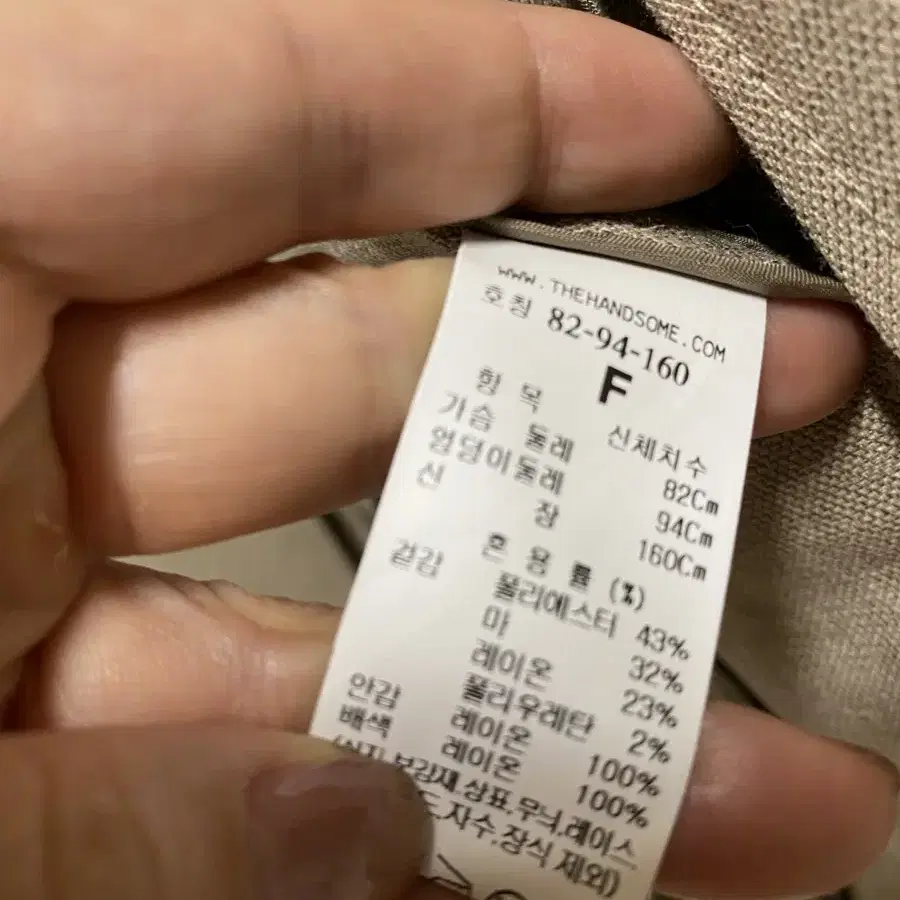 WWW.THEHANDSOME.COM
호칭 82-94-160
F
항 목 신체치수
가슴 둘레 82Cm
엉덩이둘레 94Cm
신 장 160Cm
혼 용 률 (%)
겉감 폴리에스터 43%
마 32%
레이온 23%
폴리우레탄 2%
안감 레이온 100%
배색 레이온 100%
보강재,상표,무늬,레이스
자수,장식 제외)